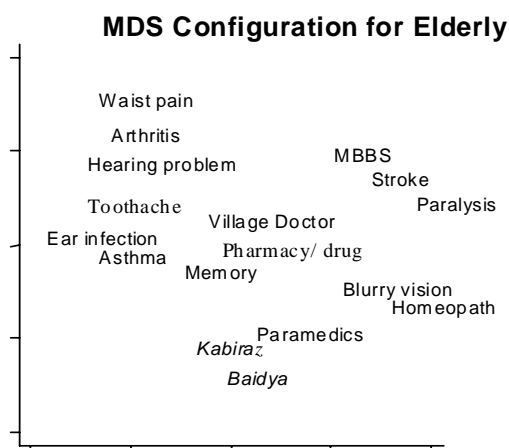 MDS Configuration for Elderly
Waist pain
Arthritis
MBBS
Hearing problem
Stroke
Toothache
Paralysis
Village Doctor
Ear infection
Pharmacy/ drug
Asthma
Memory
Blurry vision
Homeopath
Paramedics
Kabiraz
Baidya